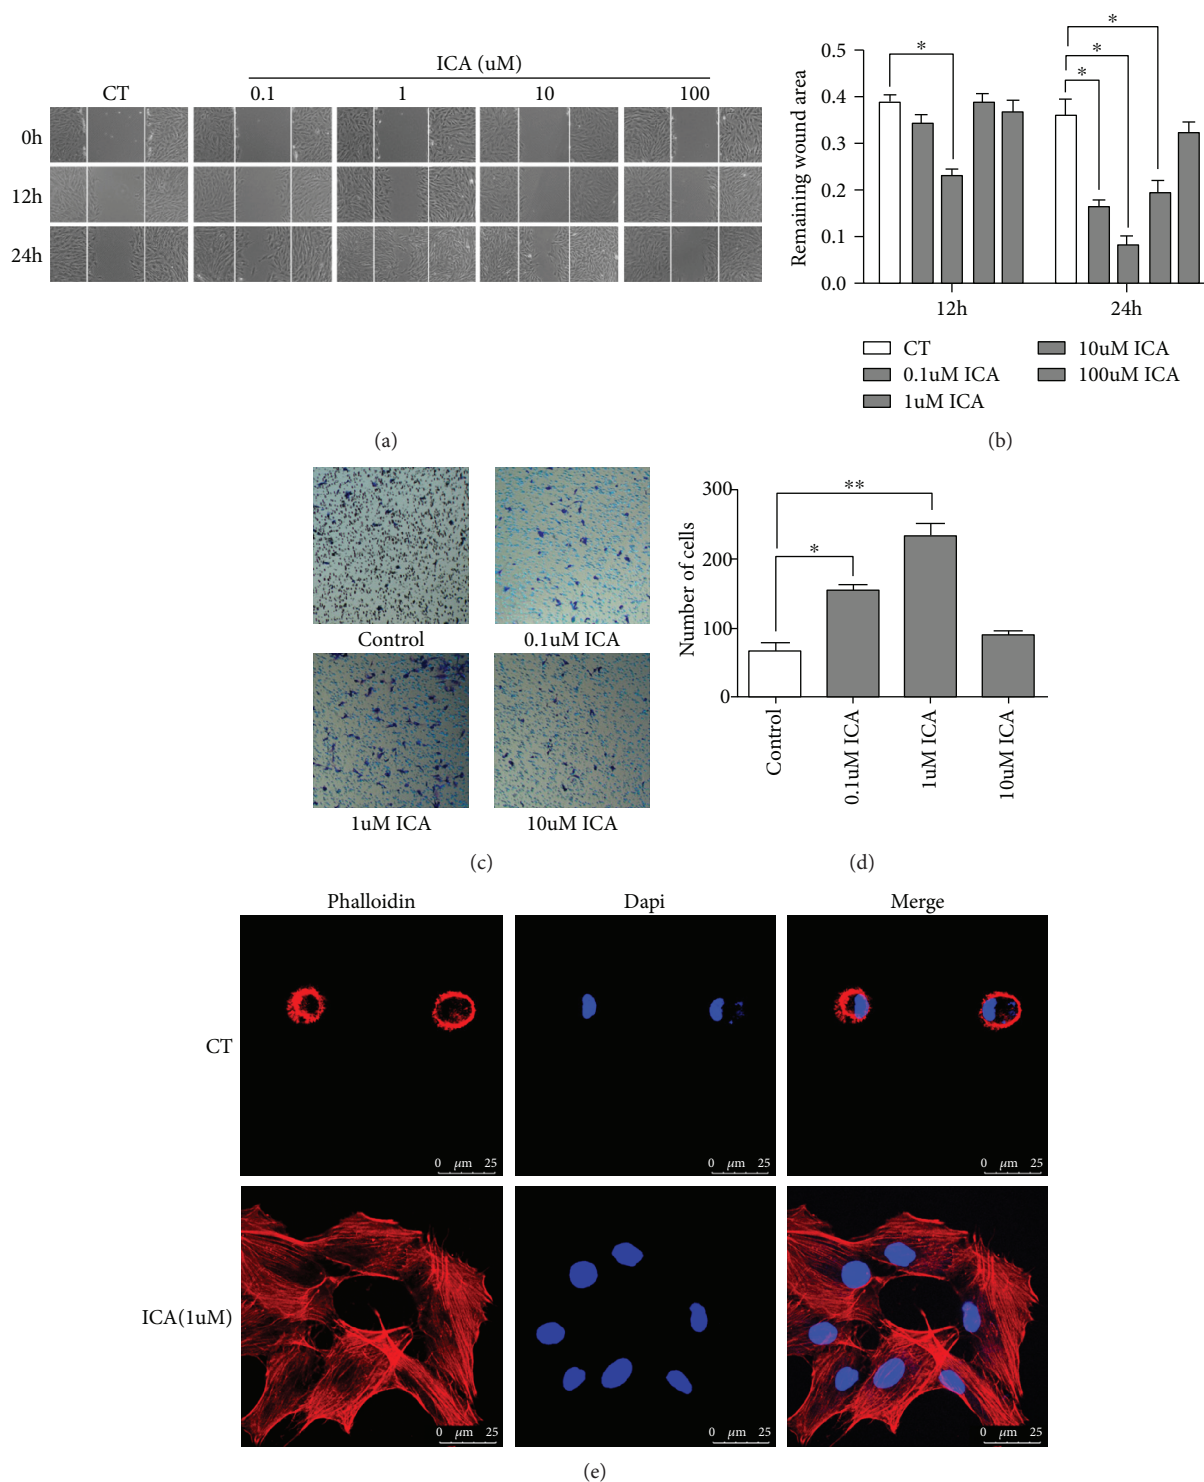 ICA (uM)
CT 0.1 1 10 100
0h
12h
24h
(a)
Remaining wound area
0.5
0.4
0.3
0.2
0.1
0.0
* * * *
12h 24h
CT 10uM ICA
0.1uM ICA 100uM ICA
1uM ICA
(b)
Control 0.1uM ICA
1uM ICA 10uM ICA
(c)
Number of cells
300
200
100
0
**
*
Control 0.1uM ICA 1uM ICA 10uM ICA
(d)
Phalloidin Dapi Merge
CT
0 μm 25 0 μm 25 0 μm 25
ICA(1uM)
0 μm 25 0 μm 25 0 μm 25
(e)